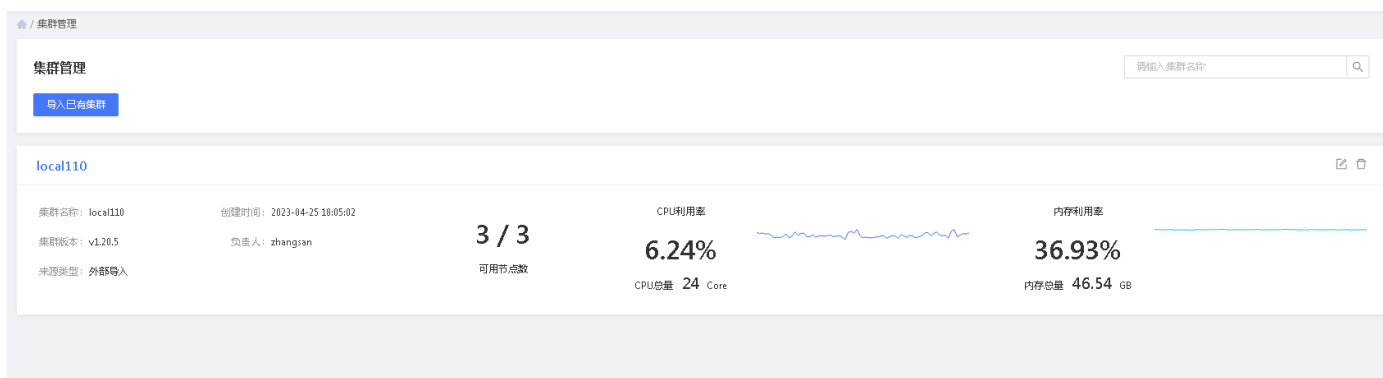 / 集群管理
集群管理
请输入集群名称
导入已有集群
local110
集群名称: local110
创建时间: 2023-04-25 18:05:02
集群版本: v1.20.5
负责人: zhangsan
来源类型: 外部导入
3 / 3
可用节点数
CPU利用率
6.24%
CPU总量 24 Core
内存利用率
36.93%
内存总量 46.54 GB